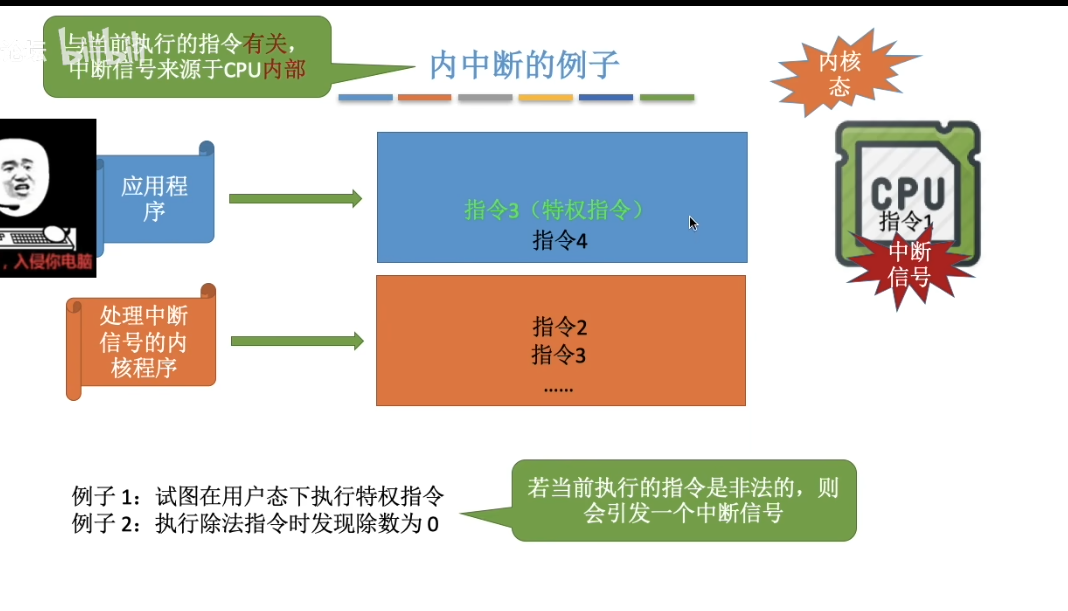 与当前执行的指令有关，
中断信号来源于CPU内部
bilibili
内中断的例子
内核
态
应用程
序
指令3（特权指令）
指令4
CPU
指令1
中断
信号
，入侵你电脑
处理中断
信号的内
核程序
指令2
指令3
......
例子 1：试图在用户态下执行特权指令
例子 2：执行除法指令时发现除数为 0
若当前执行的指令是非法的，则
会引发一个中断信号